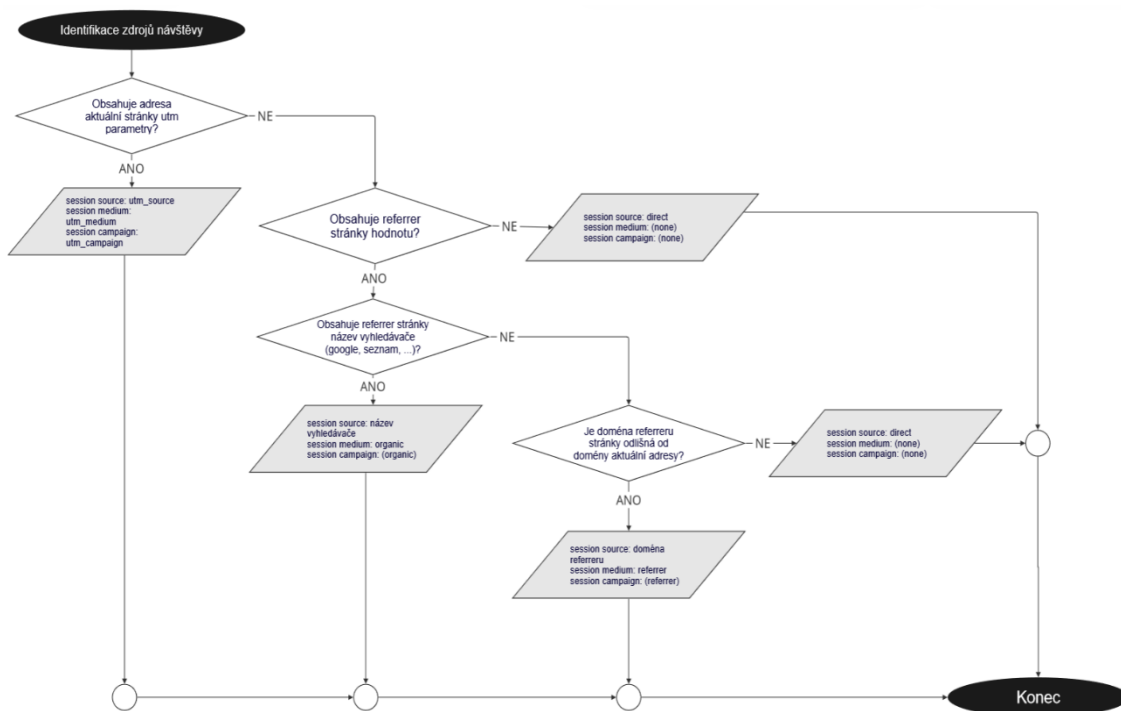 Identifikace zdrojů návštěvy
Obsahuje adresa
aktuální stránky utm
parametry?
NE
ANO
session source: utm_source
session medium:
utm_medium
session campaign:
utm_campaign
Obsahuje referrer
stránky hodnotu?
NE
session source: direct
session medium: (none)
session campaign: (none)
ANO
Obsahuje referrer stránky
název vyhledávače
(google, seznam, ...)?
NE
ANO
session source: název
vyhledávače
session medium: organic
session campaign: (organic)
Je doména referreru
stránky odlišná od
domény aktuální adresy?
NE
session source: direct
session medium: (none)
session campaign: (none)
ANO
session source: doména
referreru
session medium: referrer
session campaign: (referrer)
Konec